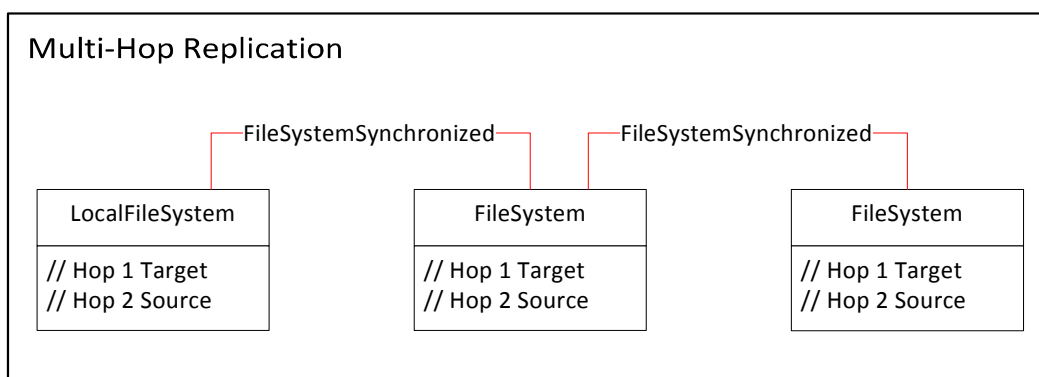 Multi-Hop Replication
FileSystemSynchronized
FileSystemSynchronized
LocalFileSystem
// Hop 1 Target
// Hop 2 Source
FileSystem
// Hop 1 Target
// Hop 2 Source
FileSystem
// Hop 1 Target
// Hop 2 Source